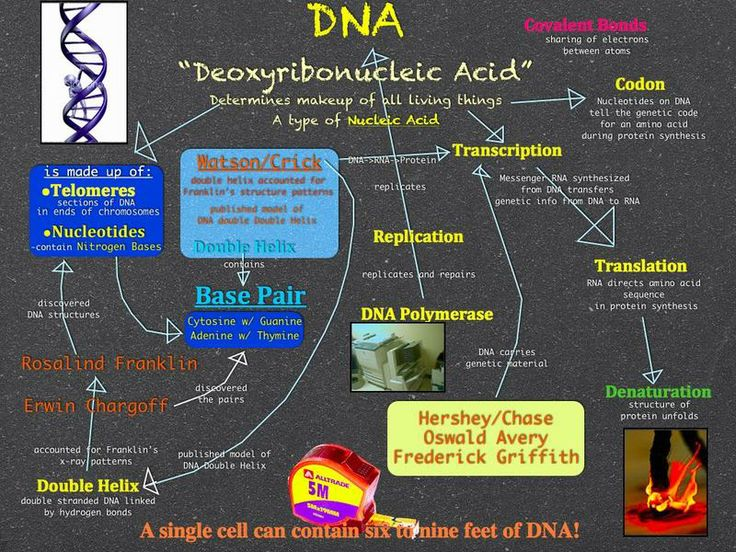 DNA
"Deoxyribonucleic Acid"
Determines makeup of all living things
A type of Nucleic Acid
Covalent Bonds
sharing of electrons
between atoms
Codon
Nucleotides on DNA
tell the genetic code
for an amino acid
during protein synthesis
is made up of:
•Telomeres
sections of DNA
in ends of chromosomes
•Nucleotides
-contain Nitrogen Bases
Watson/Crick
double helix accounted for
Franklin's structure patterns
published model of
DNA double Double Helix
Double Helix
contains
DNA->RNA->Protein
Transcription
Messenger RNA synthesized
from DNA transfers
genetic info from DNA to RNA
replicates
Replication
replicates and repairs
DNA Polymerase
Translation
RNA directs amino acid
sequence
in protein synthesis
Base Pair
Cytosine w/ Guanine
Adenine w/ Thymine
discovered
DNA structures
Rosalind Franklin
Erwin Chargoff
discovered
the pairs
DNA carries
genetic material
Denaturation
structure of
protein unfolds
Hershey/Chase
Oswald Avery
Frederick Griffith
accounted for Franklin's
x-ray patterns
published model of
DNA Double Helix
Double Helix
double stranded DNA linked
by hydrogen bonds
ALLTRADE
5M
A single cell can contain six to nine feet of DNA!